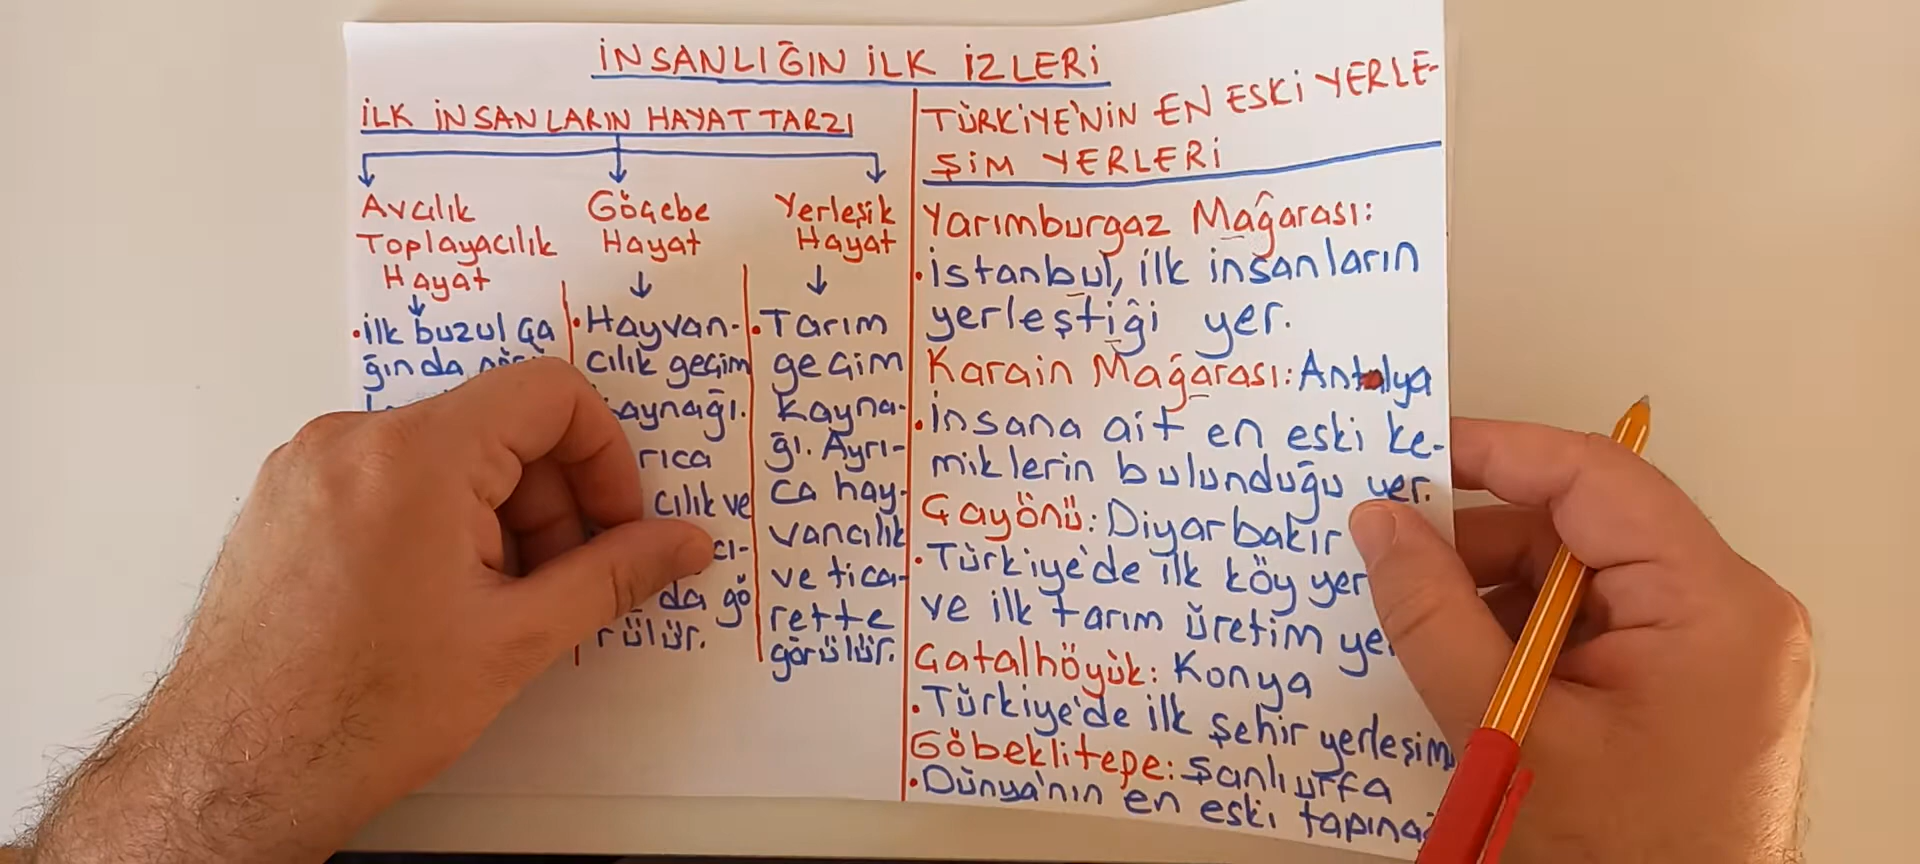 İNSANLIĞIN İLK İZLERİ
İLK İNSANLARIN HAYAT TARZI
Avcılık
Toplayacılık
Hayat
• İlk buzul ça
ğında
Göçebe
Hayat
• Hayvan-
cılık geçim
kaynağı.
rıca
cılık ve
cı-
da gö
rülür.
Yerleşik
Hayat
• Tarım
geçim
kayna-
ğı. Ayrı-
ca hay-
vancılık
ve tica-
rette
görülür.
TÜRKİYE'NİN EN ESKİ YERLE-
ŞİM YERLERİ
Yarımburgaz Mağarası:
• İstanbul, ilk insanların
yerleştiği yer.
Karain Mağarası: Antalya
• İnsana ait en eski ke-
miklerin bulunduğu yer.
Çayönü: Diyarbakır
• Türkiye'de ilk köy yer
ve ilk tarım üretim ye
Çatalhöyük: Konya
• Türkiye'de ilk şehir yerleşim
Göbeklitepe: Şanlıurfa
• Dünya'nın en eski tapına